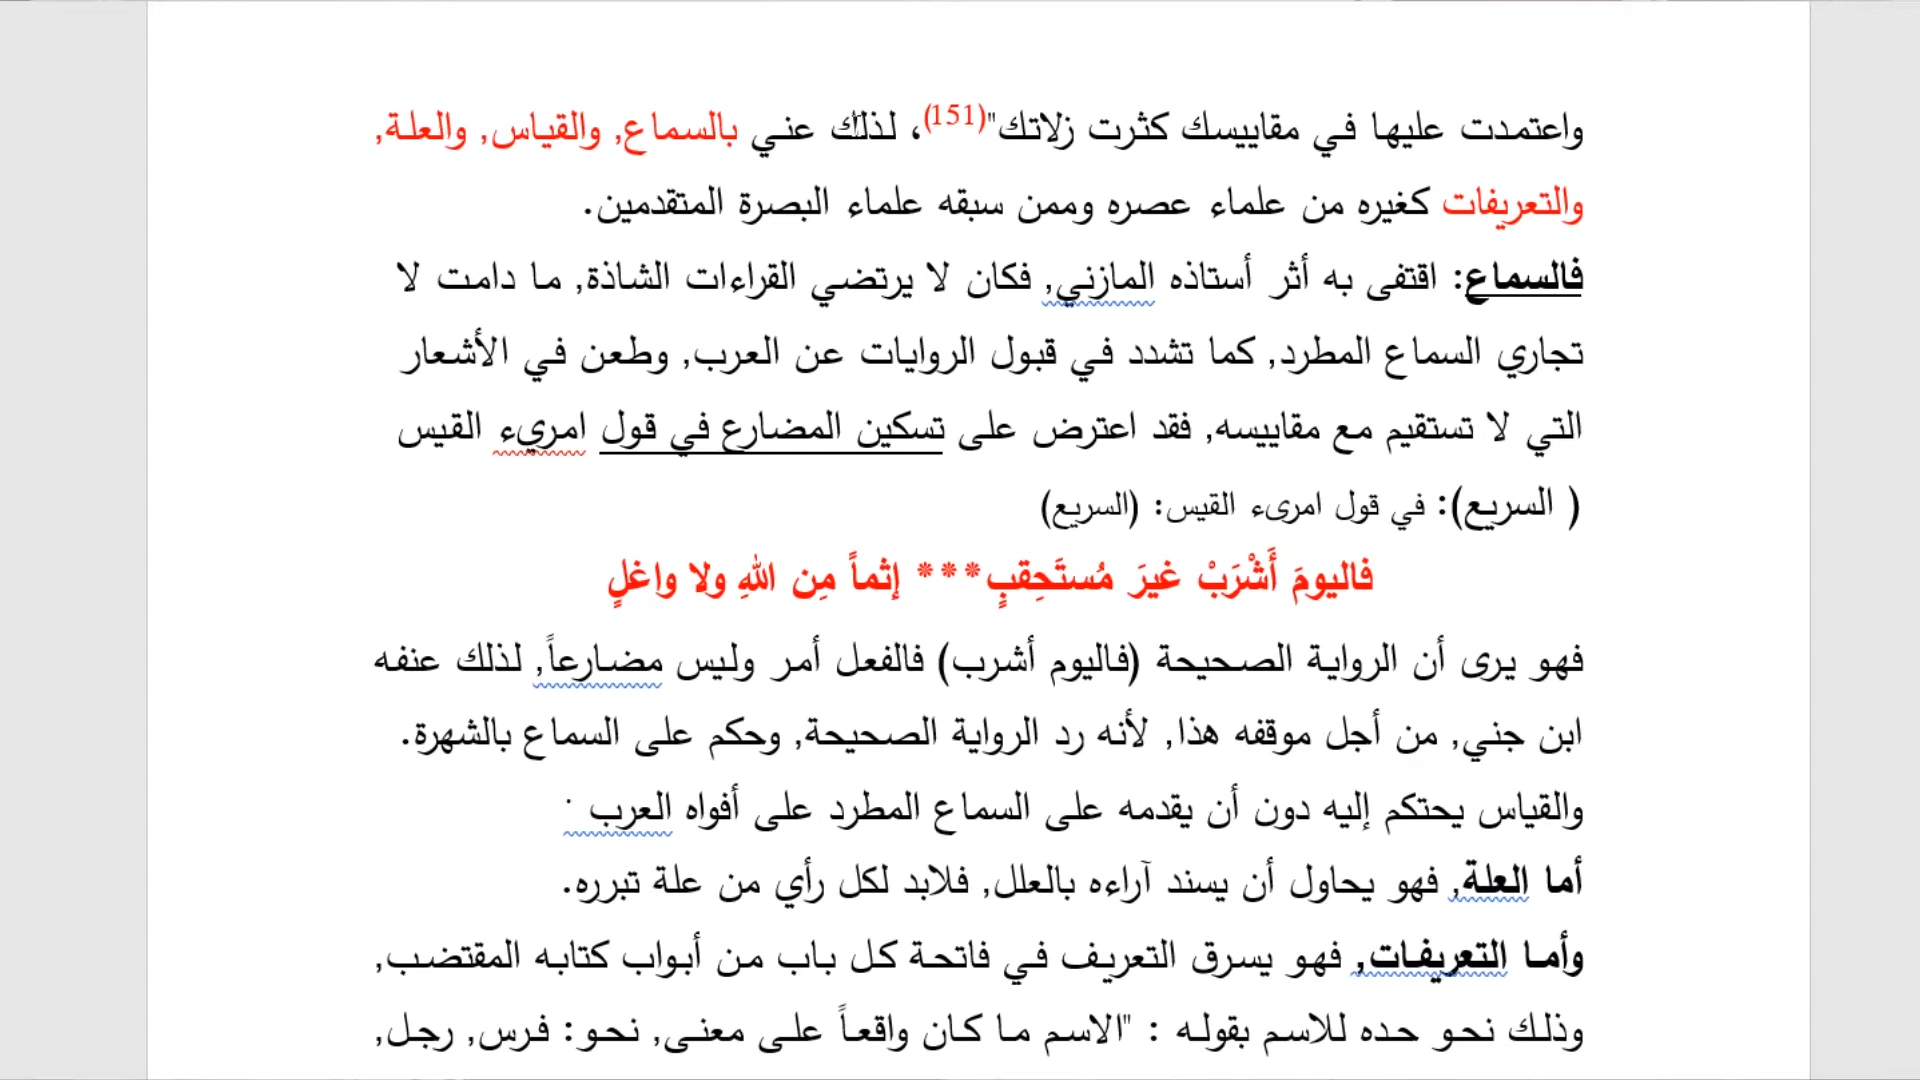 واعتمدت عليها في مقاييسك كثرت زلاتك"(151)، لذلك عني بالسماع, والقياس, والعلة,
والتعريفات كغيره من علماء عصره وممن سبقه علماء البصرة المتقدمين.
فالسماع: اقتفى به أثر أستاذه المازني, فكان لا يرتضي القراءات الشاذة, ما دامت لا
تجاري السماع المطرد, كما تشدد في قبول الروايات عن العرب, وطعن في الأشعار
التي لا تستقيم مع مقاييسه, فقد اعترض على تسكين المضارع في قول امريء القيس
( السريع): في قول امرىء القيس: (السريع)
فاليومَ أَشْرَبْ غيرَ مُستَحِقبٍ*** إثماً مِن اللهِ ولا واغلٍ
فهو يرى أن الرواية الصحيحة (فاليوم أشرب) فالفعل أمر وليس مضارعاً, لذلك عنفه
ابن جني, من أجل موقفه هذا, لأنه رد الرواية الصحيحة, وحكم على السماع بالشهرة.
والقياس يحتكم إليه دون أن يقدمه على السماع المطرد على أفواه العرب .
أما العلة, فهو يحاول أن يسند آراءه بالعلل, فلابد لكل رأي من علة تبرره.
وأما التعريفات, فهو يسرق التعريف في فاتحة كل باب من أبواب كتابه المقتضب,
وذلك نحو حده للاسم بقوله : "الاسم ما كان واقعاً على معنى, نحو: فرس, رجل,